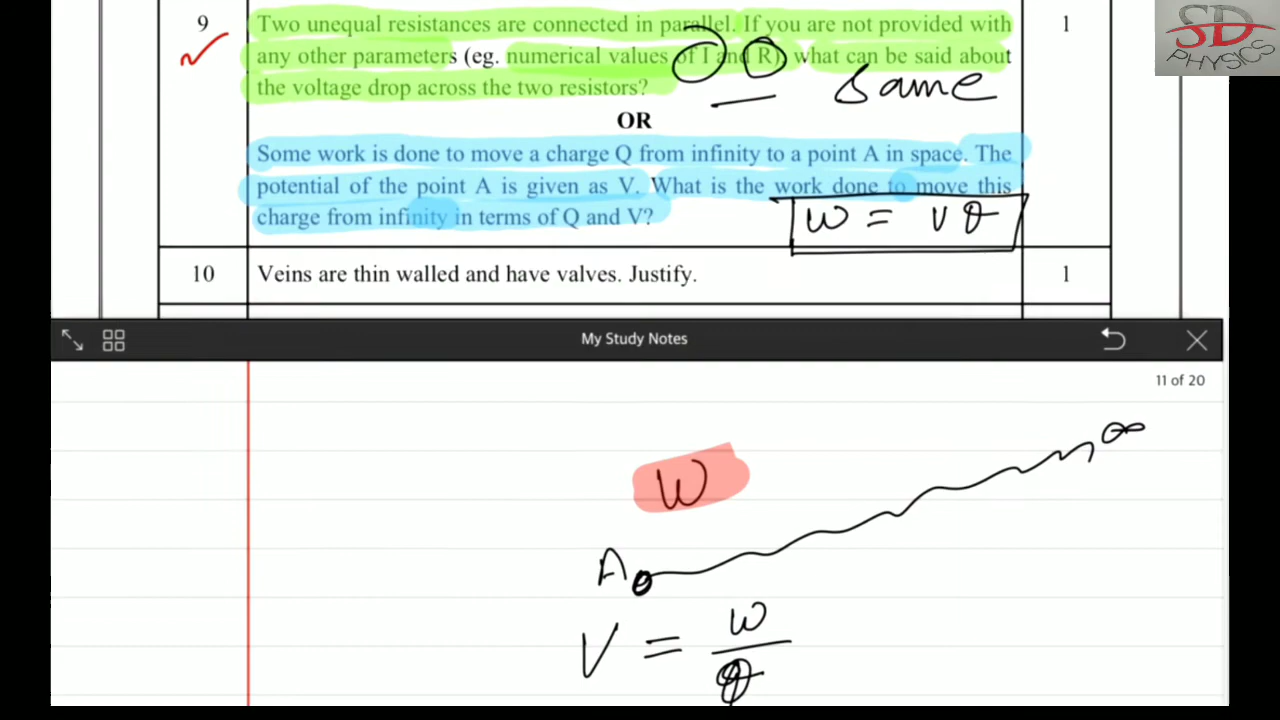 SD
PHYSICS
9 Two unequal resistances are connected in parallel. If you are not provided with 1
any other parameters (eg. numerical values of I and R), what can be said about
the voltage drop across the two resistors?
same
OR
Some work is done to move a charge Q from infinity to a point A in space. The
potential of the point A is given as V. What is the work done to move this
charge from infinity in terms of Q and V?
W = VQ
10 Veins are thin walled and have valves. Justify. 1
My Study Notes
11 of 20
∞
W
A
V = W/Q